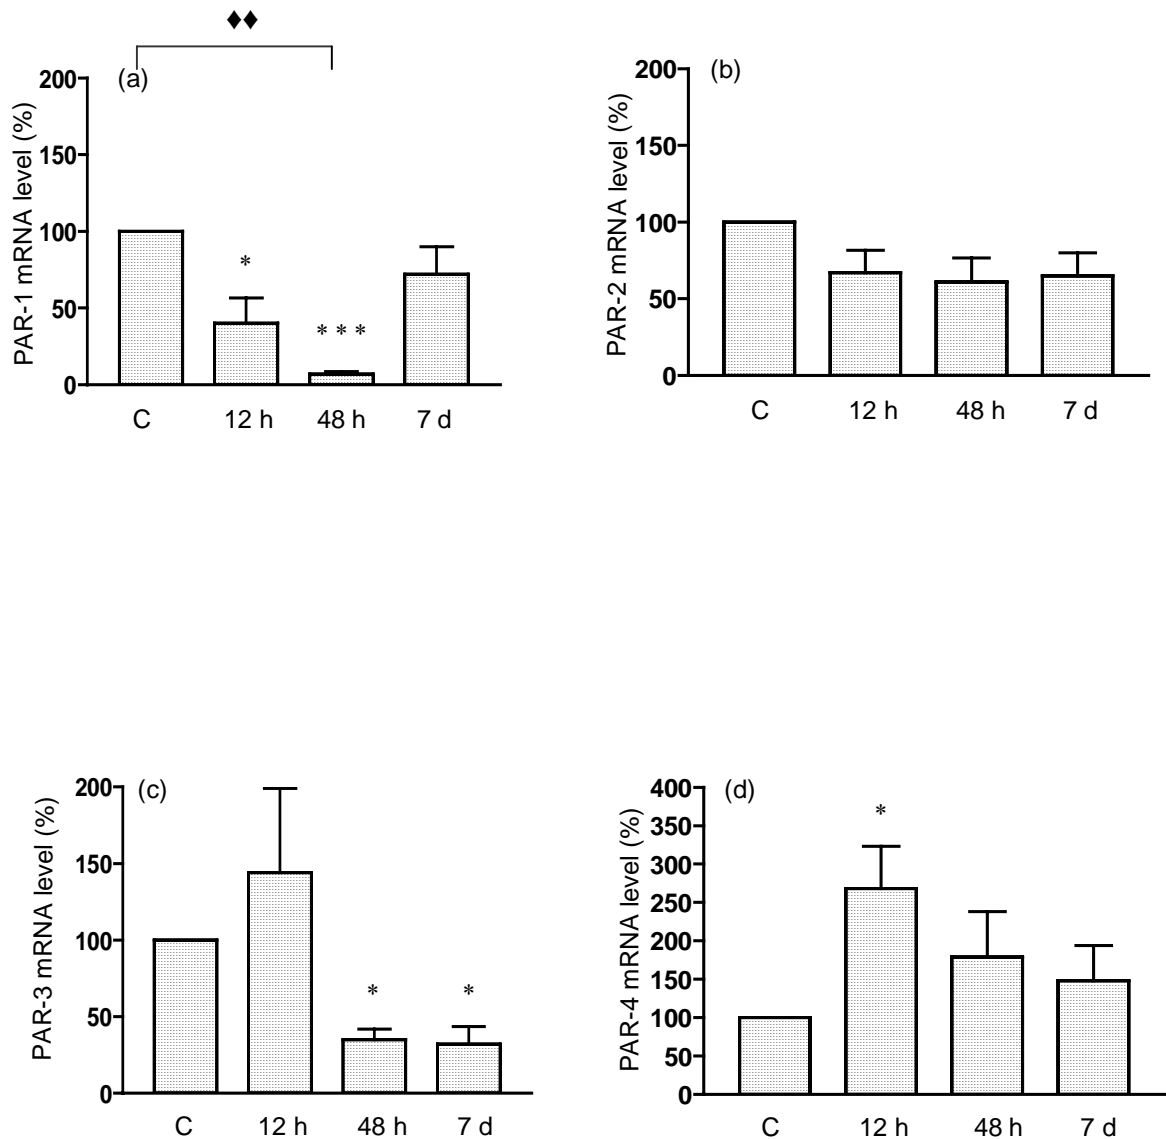 ♦♦
(a)
PAR-1 mRNA level (%)
200
150
100
50
0
*
* * *
C 12 h 48 h 7 d
(b)
PAR-2 mRNA level (%)
200
150
100
50
0
C 12 h 48 h 7 d
(c)
PAR-3 mRNA level (%)
200
150
100
50
0
* *
C 12 h 48 h 7 d
(d)
PAR-4 mRNA level (%)
400
350
300
250
200
150
100
50
0
*
C 12 h 48 h 7 d